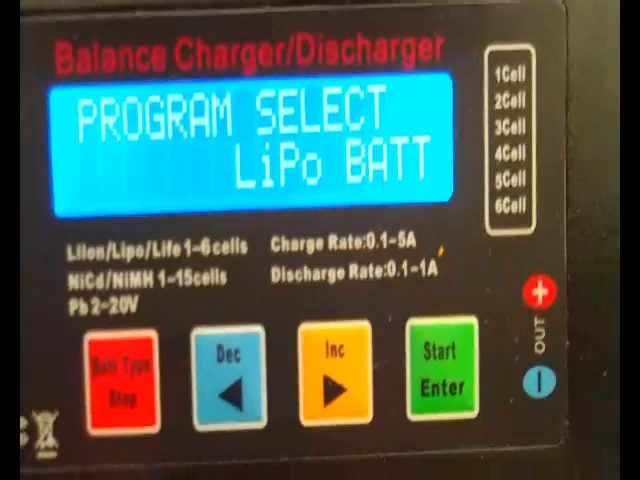 Balance Charger/Discharger
PROGRAM SELECT
LiPo BATT
1Cell
2Cell
3Cell
4Cell
5Cell
6Cell
LiIon/Lipo/Life 1-6cells
NiCd/NiMH 1-15cells
Pb 2-20V
Charge Rate:0.1-5A
Discharge Rate:0.1-1A
Batt Type
Stop
Dec
Inc
Start
Enter
+
OUT